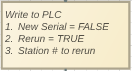 Write to PLC
1. New Serial = FALSE
2. Rerun = TRUE
3. Station # to rerun